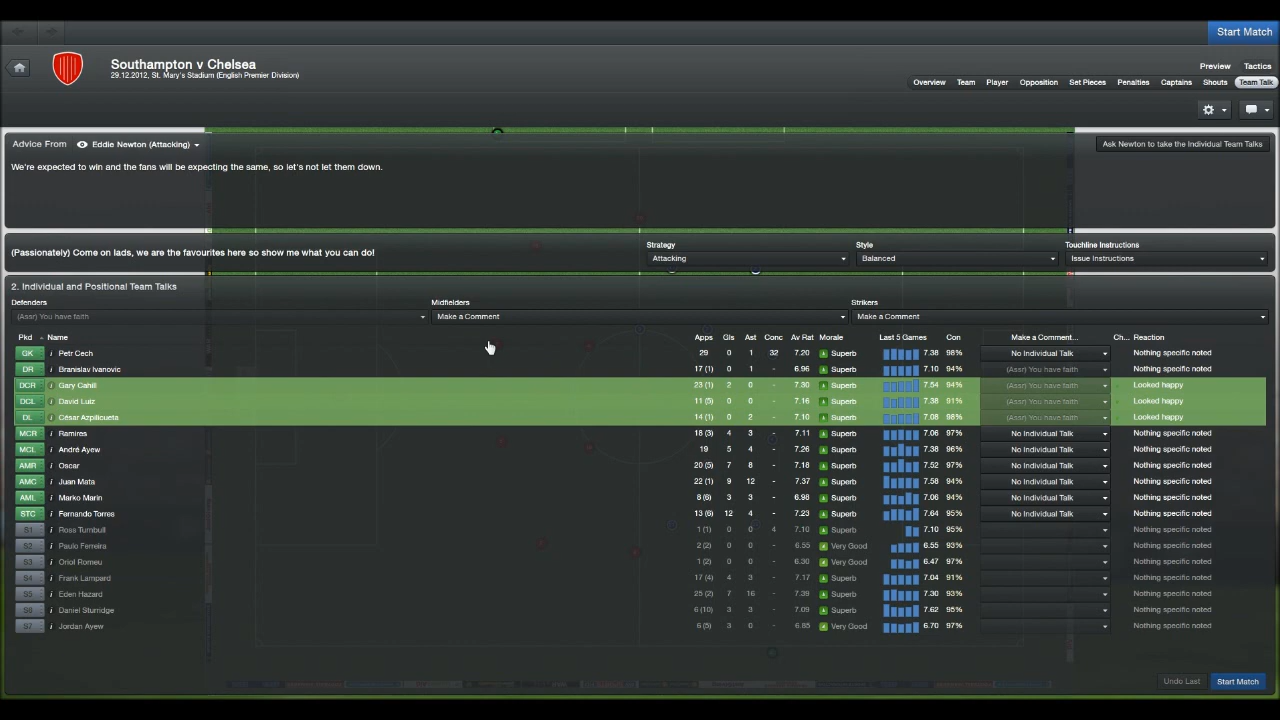 Start Match
Southampton v Chelsea
29.12.2012, St. Mary's Stadium (English Premier Division)
Preview Tactics
Overview Team Player Opposition Set Pieces Penalties Captains Shouts Team Talk
Advice From Eddie Newton (Attacking) Ask Newton to take the Individual Team Talks
We're expected to win and the fans will be expecting the same, so let's not let them down.
Strategy Style Touchline Instructions
(Passionately) Come on lads, we are the favourites here so show me what you can do! Attacking Balanced Issue Instructions
2. Individual and Positional Team Talks
Defenders Midfielders Strikers
(Assr) You have faith Make a Comment Make a Comment
Pkd Name Apps Gls Ast Conc Av Rat Morale Last 5 Games Con Make a Comment... Ch... Reaction
GK i Petr Cech 29 0 1 32 7.20 Superb 7.38 98% No Individual Talk Nothing specific noted
DR i Branislav Ivanovic 17 (1) 0 1 - 6.96 Superb 7.10 94% (Assr) You have faith Nothing specific noted
DCR i Gary Cahill 23 (1) 2 0 - 7.30 Superb 7.54 94% (Assr) You have faith Looked happy
DCL i David Luiz 11 (5) 0 0 - 7.16 Superb 7.38 91% (Assr) You have faith Looked happy
DL i César Azpilicueta 14 (1) 0 2 - 7.10 Superb 7.08 98% (Assr) You have faith Looked happy
MCR i Ramires 18 (3) 4 3 - 7.11 Superb 7.06 97% No Individual Talk Nothing specific noted
MCL i André Ayew 19 5 4 - 7.26 Superb 7.38 96% No Individual Talk Nothing specific noted
AMR i Oscar 20 (5) 7 8 - 7.18 Superb 7.52 97% No Individual Talk Nothing specific noted
AMC i Juan Mata 22 (1) 9 12 - 7.37 Superb 7.58 94% No Individual Talk Nothing specific noted
AML i Marko Marin 8 (6) 3 3 - 6.98 Superb 7.06 94% No Individual Talk Nothing specific noted
STC i Fernando Torres 13 (6) 12 4 - 7.23 Superb 7.64 95% No Individual Talk Nothing specific noted
S1 i Ross Turnbull 1 (1) 0 0 4 7.10 Superb 7.10 95% Nothing specific noted
S2 i Paulo Ferreira 2 (2) 0 0 - 6.55 Very Good 6.55 93% Nothing specific noted
S3 i Oriol Romeu 1 (2) 0 0 - 6.30 Very Good 6.47 91% Nothing specific noted
S4 i Frank Lampard 17 (4) 4 3 - 7.17 Superb 7.04 91% Nothing specific noted
S5 i Eden Hazard 25 (2) 7 16 - 7.39 Superb 7.30 93% Nothing specific noted
S6 i Daniel Sturridge 6 (10) 3 3 - 7.09 Superb 7.62 95% Nothing specific noted
S7 i Jordan Ayew 6 (5) 3 0 - 6.85 Very Good 6.70 97% Nothing specific noted
Undo Last Start Match